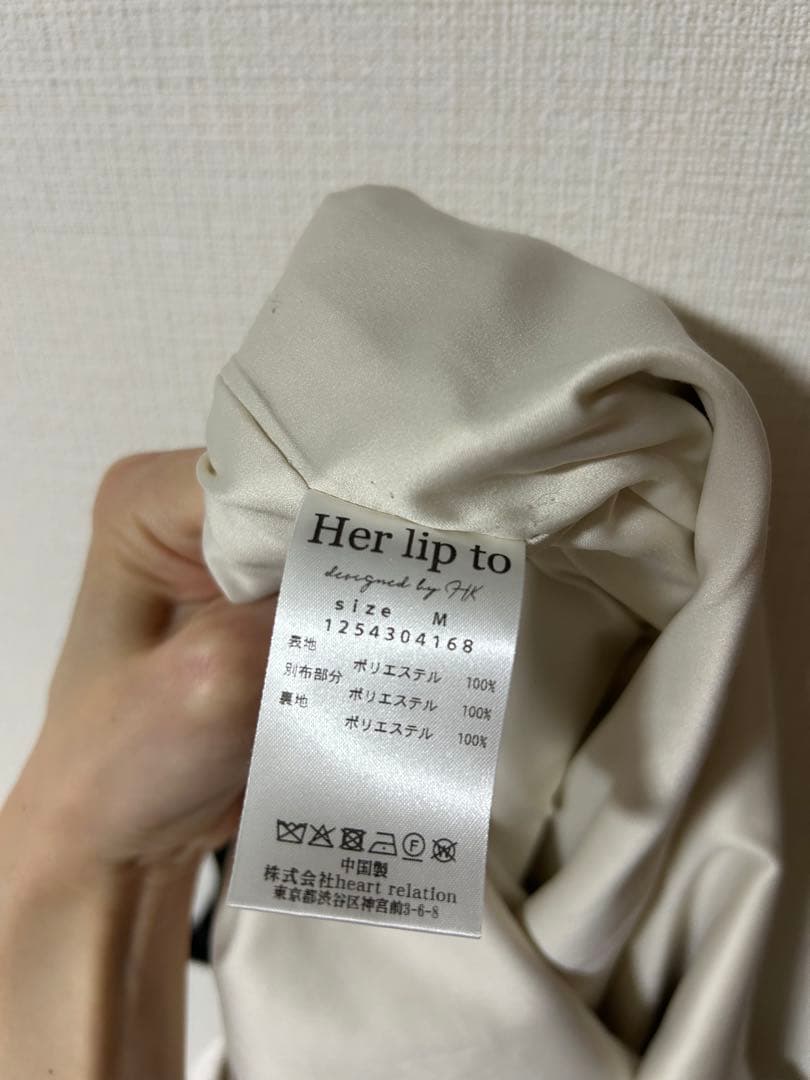 Her lip to
designed by HK
size M
1254304168
表地 ポリエステル 100%
別布部分 ポリエステル 100%
裏地 ポリエステル 100%
F W
中国製
株式会社heart relation
東京都渋谷区神宮前3-6-8